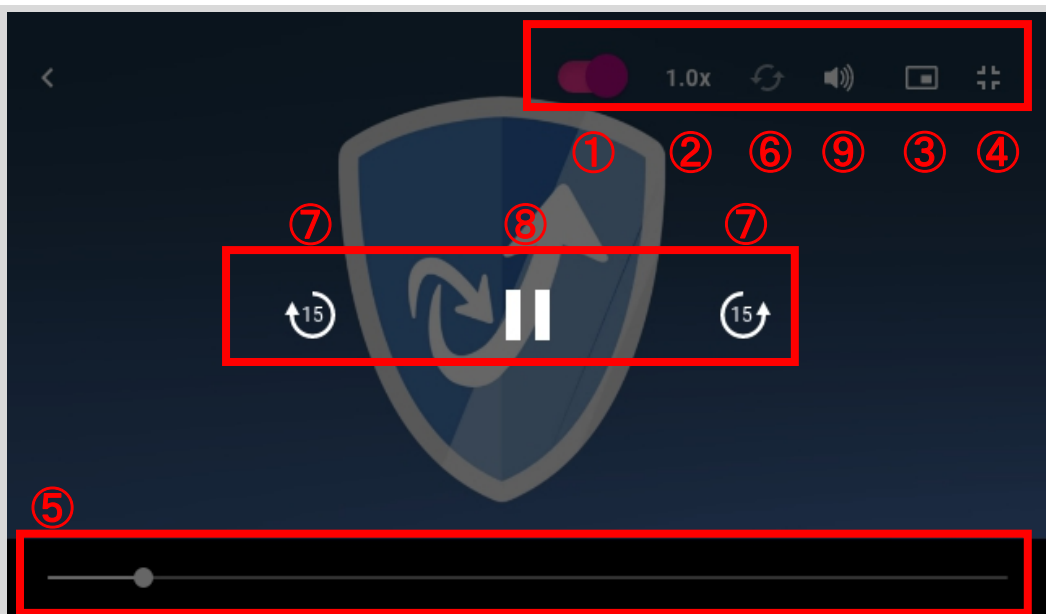 1.0x
① ② ⑥ ⑨ ③ ④
⑦ ⑧ ⑦
15 15
⑤